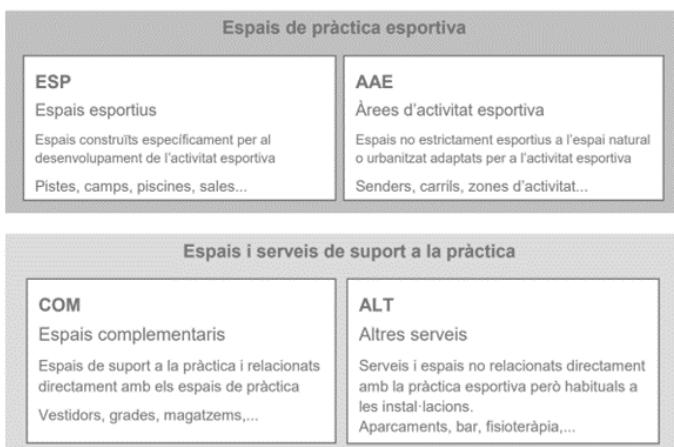 Espais de pràctica esportiva
ESP
Espais esportius
Espais construïts específicament per al
desenvolupament de l'activitat esportiva
Pistes, camps, piscines, sales...
AAE
Àrees d'activitat esportiva
Espais no estrictament esportius a l'espai natural
o urbanitzat adaptats per a l'activitat esportiva
Senders, carrils, zones d'activitat...
Espais i serveis de suport a la pràctica
COM
Espais complementaris
Espais de suport a la pràctica i relacionats
directament amb els espais de pràctica
Vestidors, grades, magatzems,...
ALT
Altres serveis
Serveis i espais no relacionats directament
amb la pràctica esportiva però habituals a
les instal·lacions.
Aparcaments, bar, fisioteràpia,...